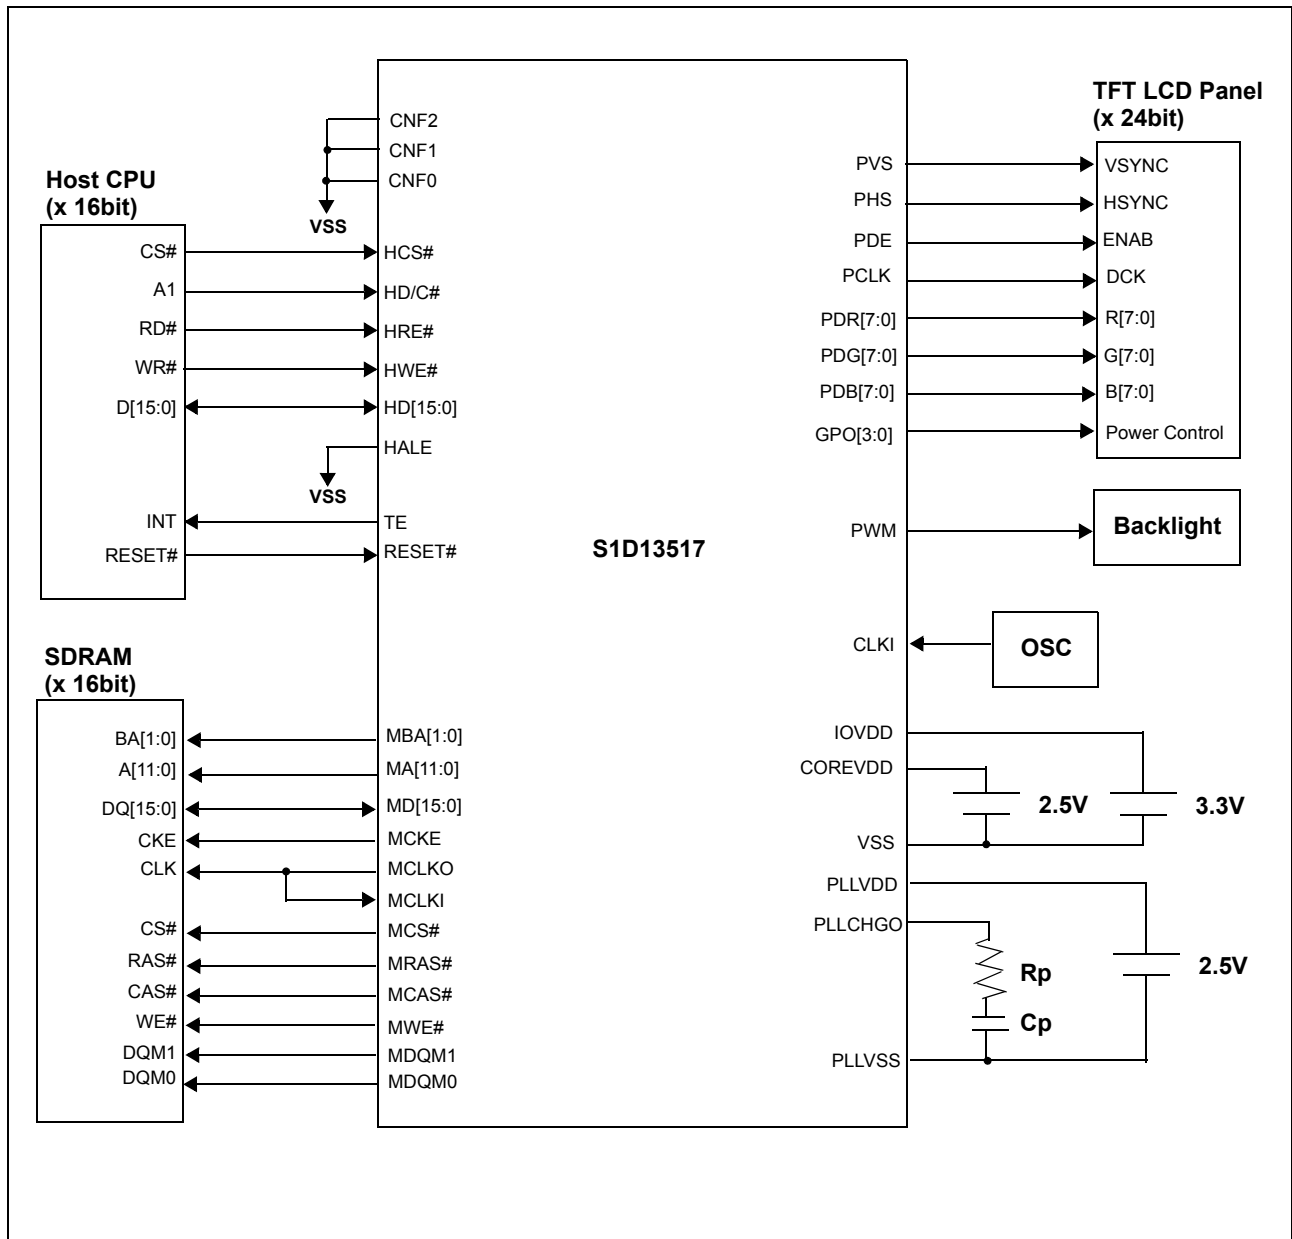 TFT LCD Panel
(x 24bit)
Host CPU
(x 16bit)
CNF2
CNF1
CNF0
VSS
CS#
A1
RD#
WR#
D[15:0]
INT
RESET#
HCS#
HD/C#
HRE#
HWE#
HD[15:0]
HALE
VSS
TE
RESET#
S1D13517
PVS
PHS
PDE
PCLK
PDR[7:0]
PDG[7:0]
PDB[7:0]
GPO[3:0]
VSYNC
HSYNC
ENAB
DCK
R[7:0]
G[7:0]
B[7:0]
Power Control
PWM
Backlight
CLKI
OSC
SDRAM
(x 16bit)
BA[1:0]
A[11:0]
DQ[15:0]
CKE
CLK
CS#
RAS#
CAS#
WE#
DQM1
DQM0
MBA[1:0]
MA[11:0]
MD[15:0]
MCKE
MCLKO
MCLKI
MCS#
MRAS#
MCAS#
MWE#
MDQM1
MDQM0
IOVDD
COREVDD
2.5V
3.3V
VSS
PLLVDD
PLLCHGO
Rp
2.5V
Cp
PLLVSS